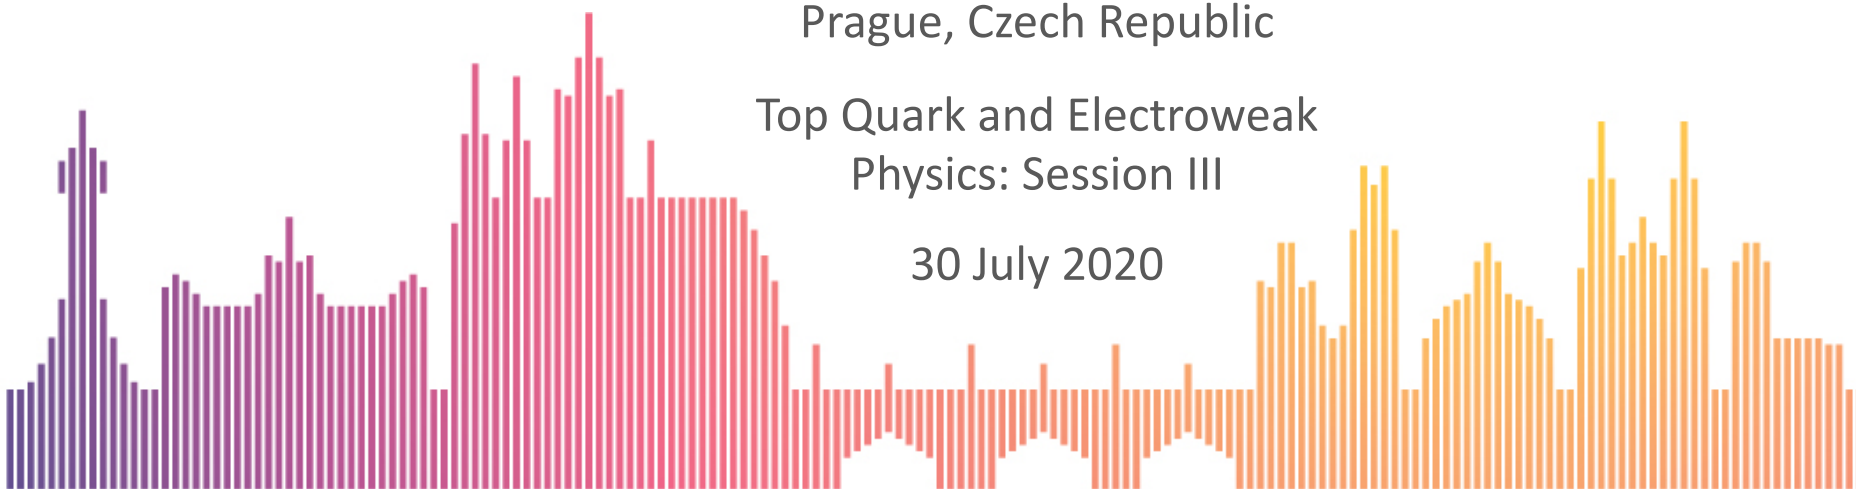 Prague, Czech Republic
Top Quark and Electroweak
Physics: Session III
30 July 2020